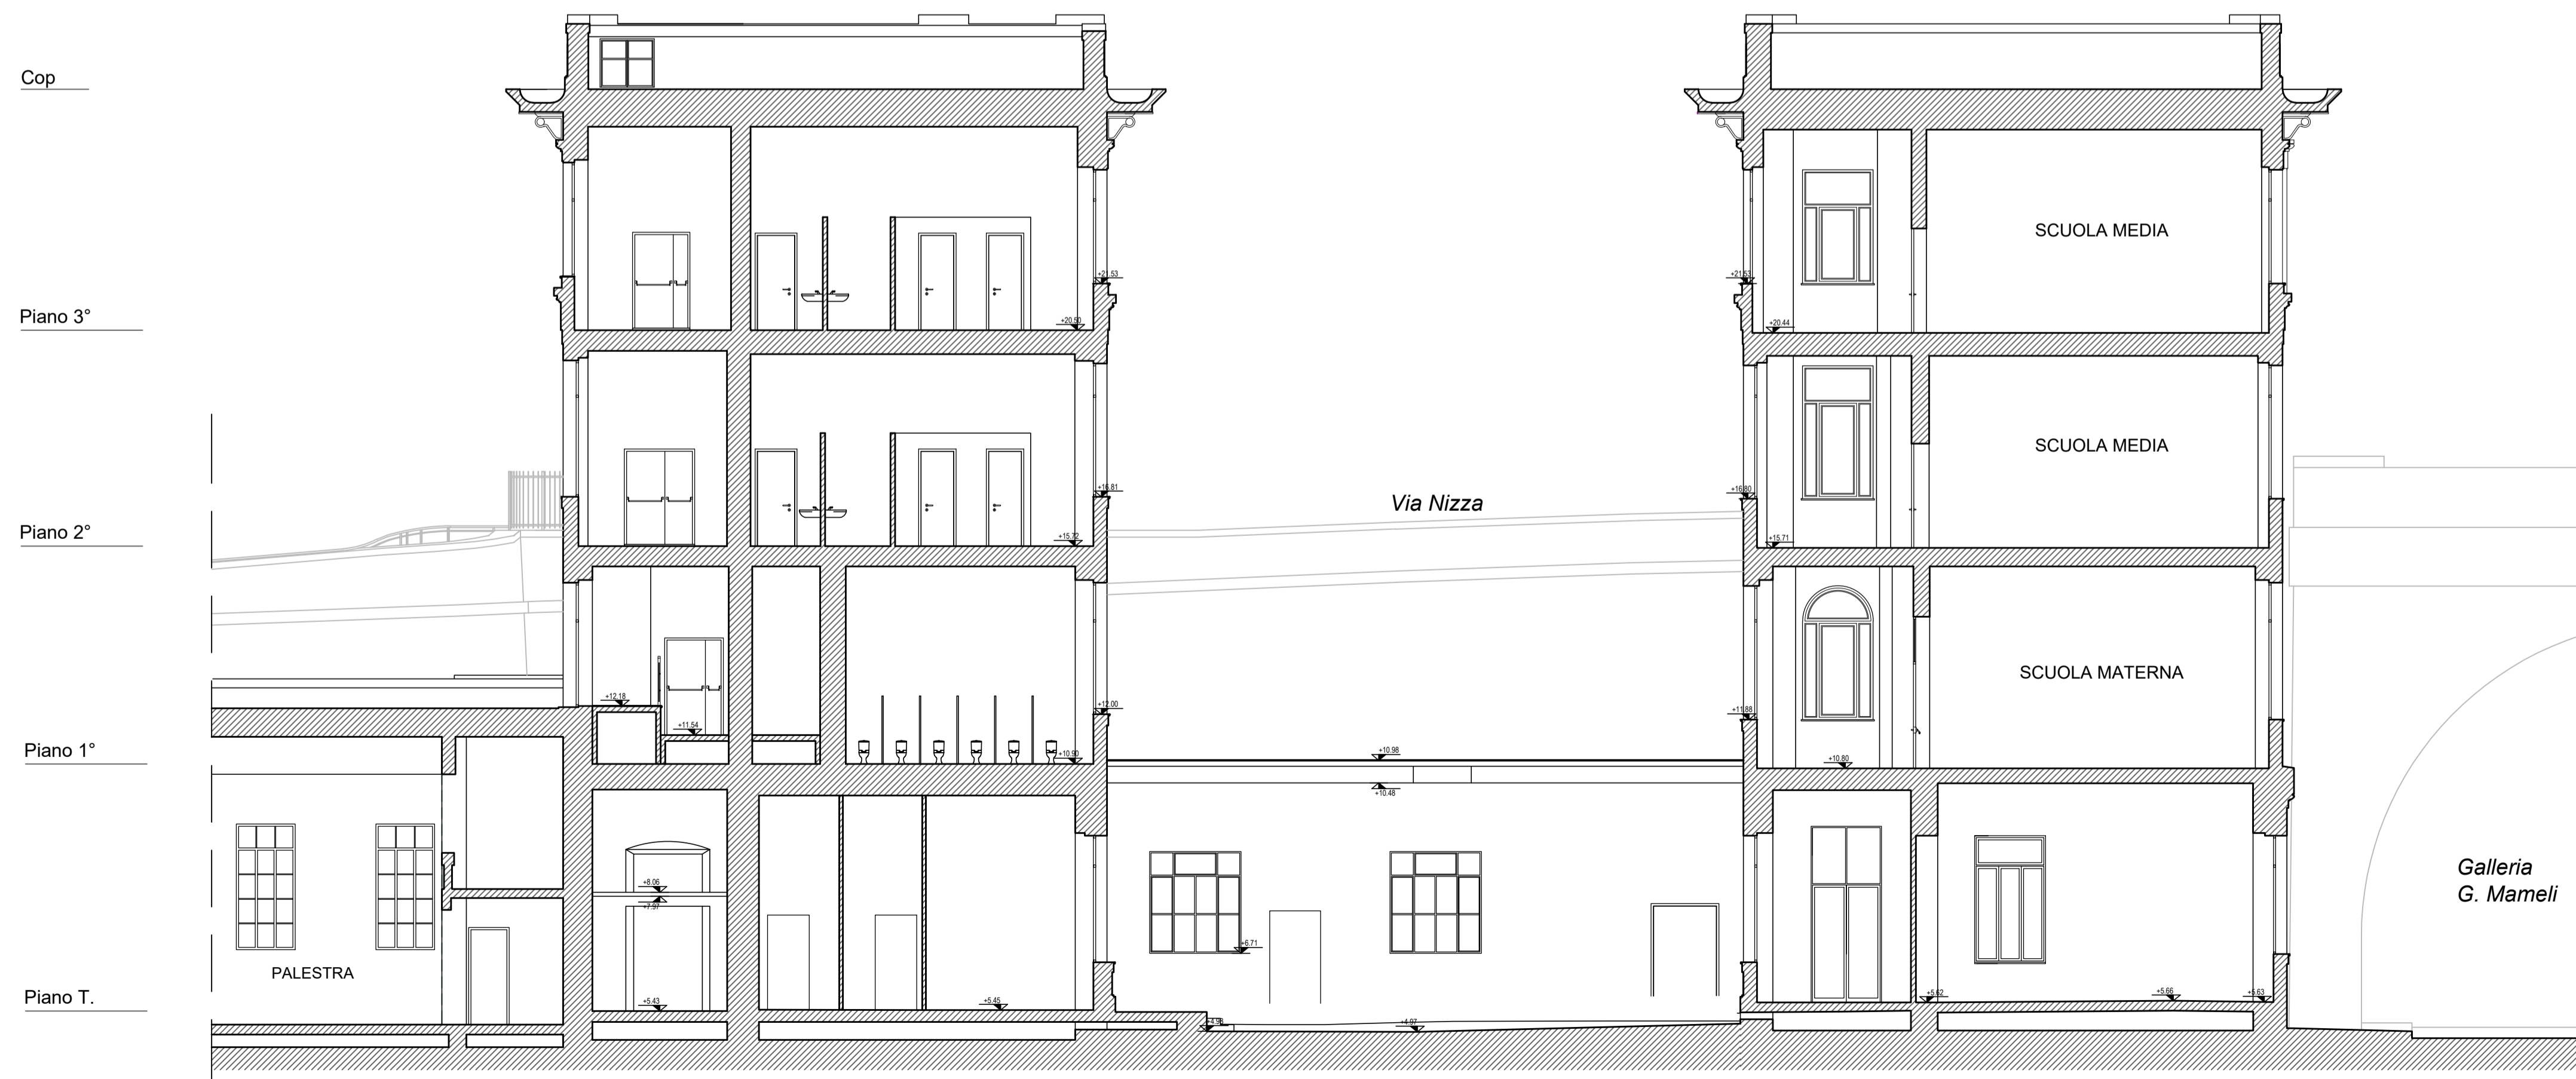 Cop
SCUOLA MEDIA
+21.53
+21.53
Piano 3°
+20.50
+20.44
SCUOLA MEDIA
+16.81
Via Nizza
+16.80
Piano 2°
+15.72
+15.71
SCUOLA MATERNA
+12.18
+12.00
+11.88
+11.54
Piano 1°
+10.90
+10.98
+10.80
+10.48
Galleria
G. Mameli
+8.06
+7.97
+6.71
PALESTRA
Piano T.
+5.43
+5.45
+5.62
+5.66
+5.63
+4.97